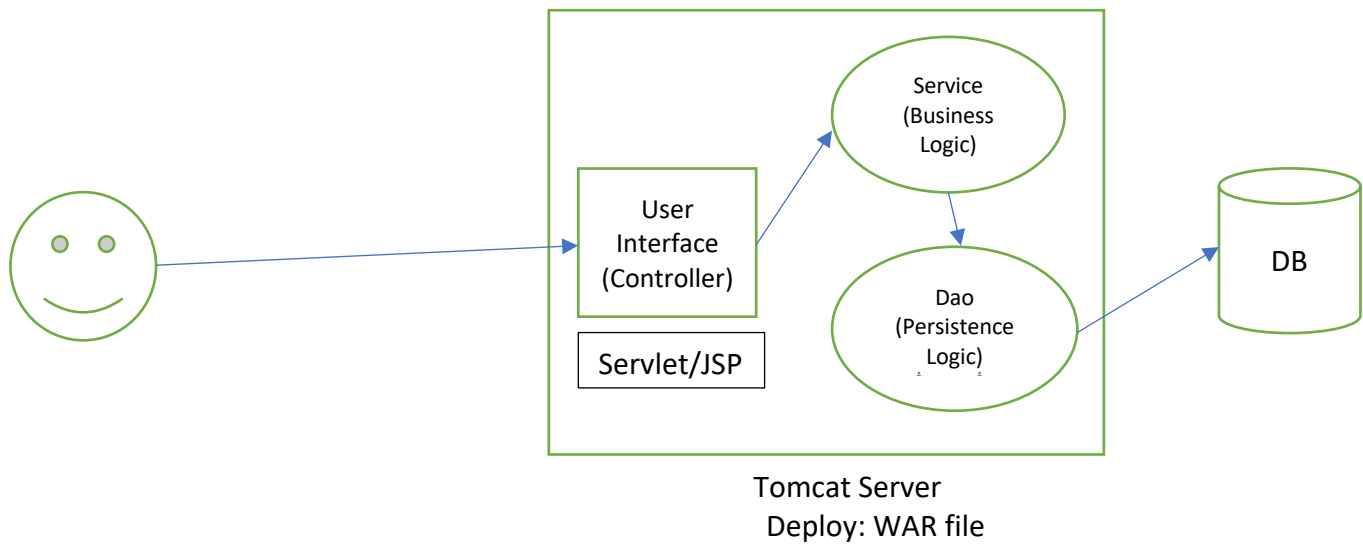 Service
(Business
Logic)
User
Interface
(Controller)
Servlet/JSP
Dao
(Persistence
Logic)
DB
Tomcat Server
Deploy: WAR file